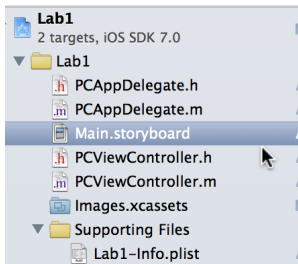 Lab1
2 targets, iOS SDK 7.0
Lab1
h PCAppDelegate.h
m PCAppDelegate.m
Main.storyboard
h PCViewController.h
m PCViewController.m
Images.xcassets
Supporting Files
Lab1-Info.plist